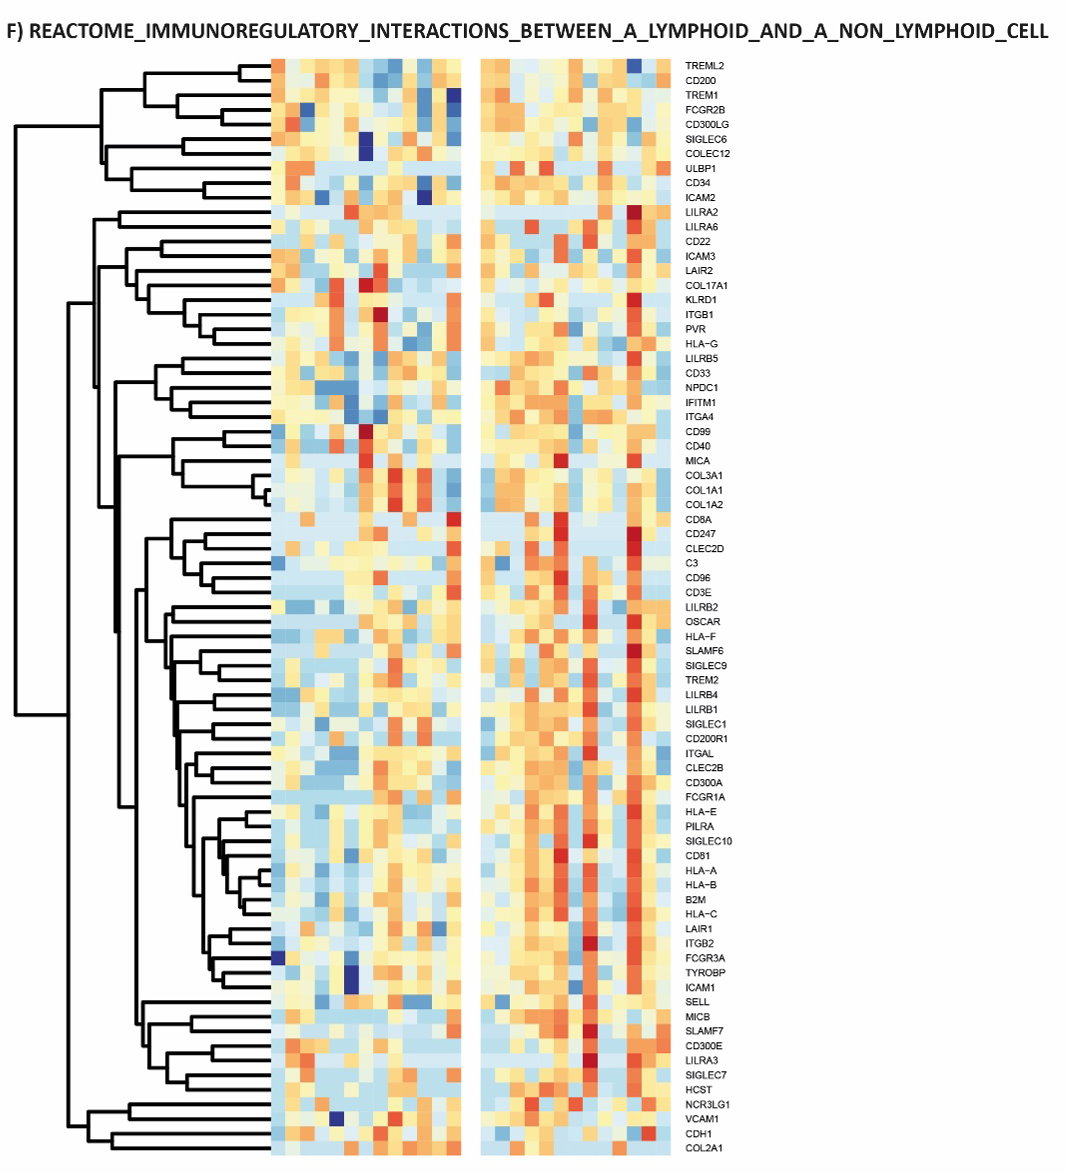 F) REACTOME_IMMUNOREGULATORY_INTERACTIONS_BETWEEN_A_LYMPHOID_AND_A_NON_LYMPHOID_CELL
TREML2
CD200
TREM1
FCGR2B
CD300LG
SIGLEC6
COLEC12
ULBP1
CD34
ICAM2
LILRA2
LILRA6
CD22
ICAM3
LAIR2
COL17A1
KLRD1
ITGB1
PVR
HLA−G
LILRB5
CD33
NPDC1
IFITM1
ITGA4
CD99
CD40
MICA
COL3A1
COL1A1
COL1A2
CD8A
CD247
CLEC2D
C3
CD96
CD3E
LILRB2
OSCAR
HLA−F
SLAMF6
SIGLEC9
TREM2
LILRB4
LILRB1
SIGLEC1
CD200R1
ITGAL
CLEC2B
CD300A
FCGR1A
HLA−E
PILRA
SIGLEC10
CD81
HLA−A
HLA−B
B2M
HLA−C
LAIR1
ITGB2
FCGR3A
TYROBP
ICAM1
SELL
MICB
SLAMF7
CD300E
LILRA3
SIGLEC7
HCST
NCR3LG1
VCAM1
CDH1
COL2A1